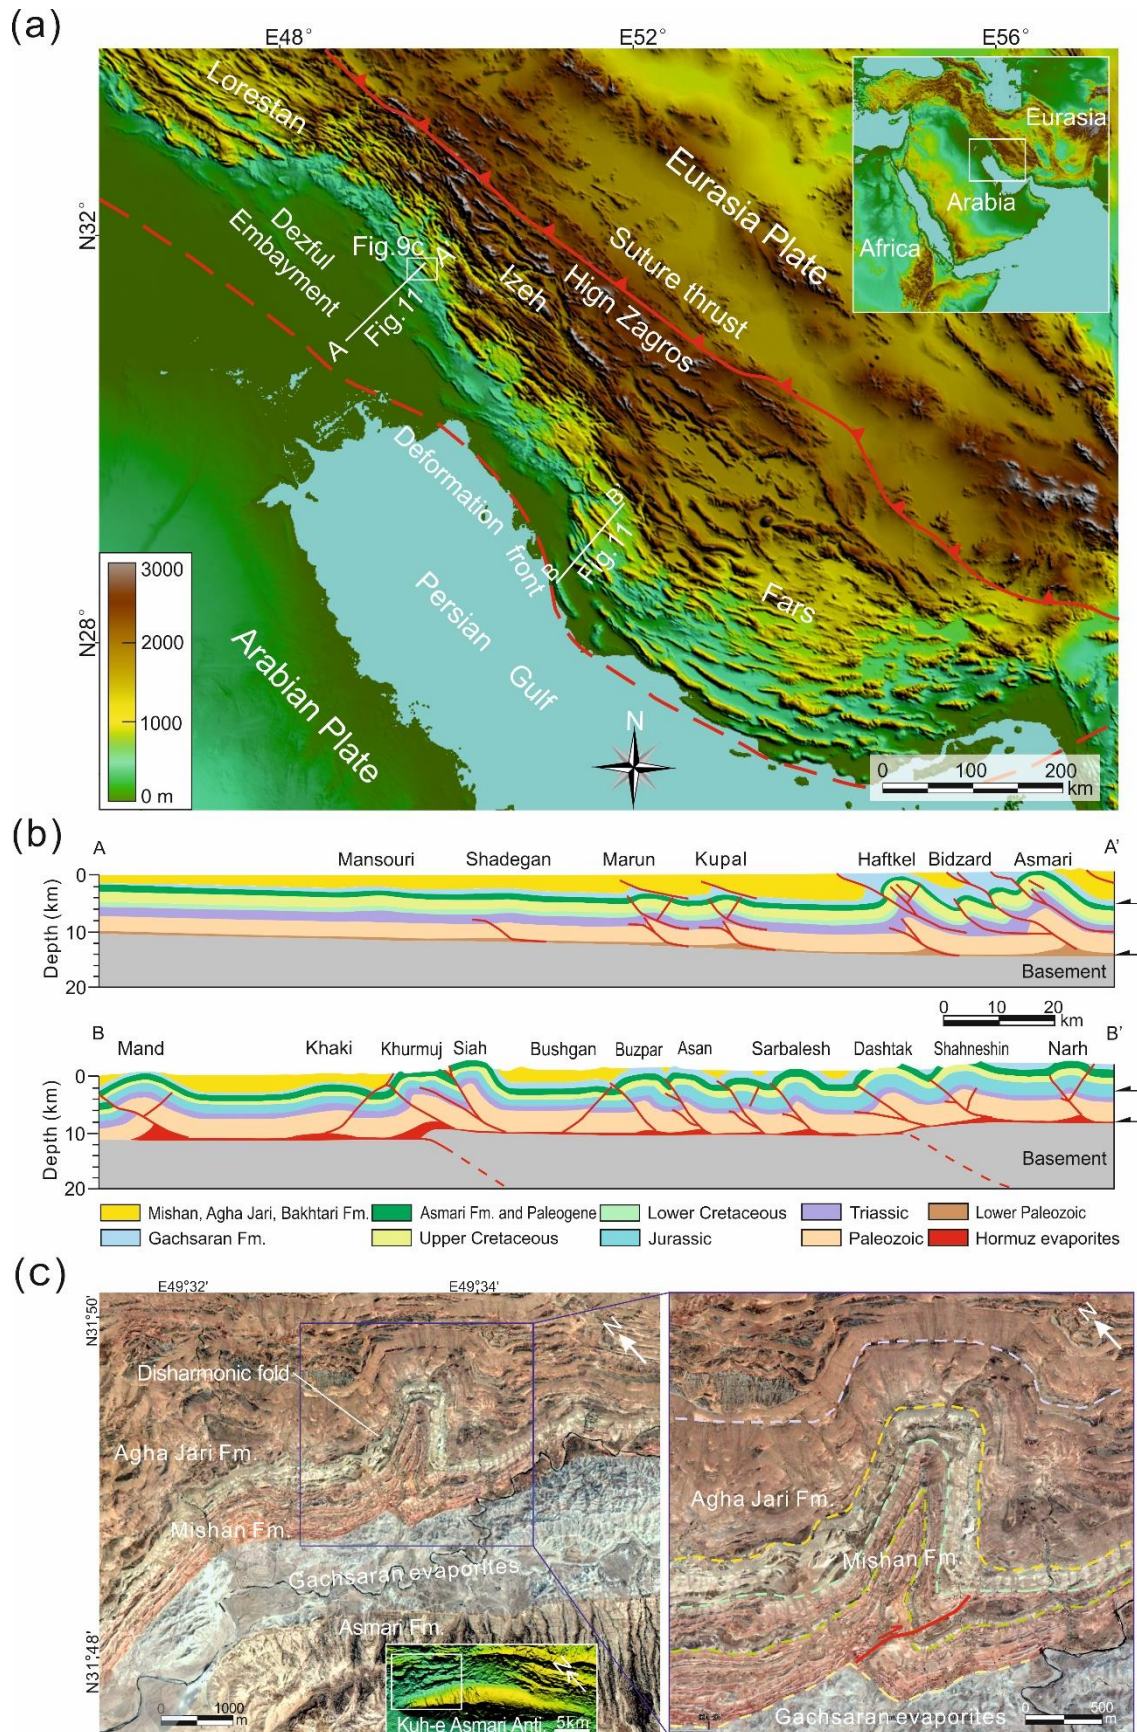 (a)
E48°
E52°
E56°
N32°
N28°
Lorestan
Dezful
Embayment
Fig.9c
A'
Fig.11
A
Izeh
Hign Zagros
Suture thrust
Eurasia Plate
Eurasia
Arabia
Africa
Deformation front
Persian Gulf
Arabian Plate
B'
Fig. 11
B
Fars
N
3000
2000
1000
0 m
0 100 200
km
(b)
A
A'
Mansouri
Shadegan
Marun
Kupal
Haftkel
Bidzard
Asmari
Depth (km)
0
10
20
Basement
0 10 20
km
B
B'
Mand
Khaki
Khurmuj
Siah
Bushgan
Buzpar
Asan
Sarbalesh
Dashtak
Shahneshin
Narh
Depth (km)
0
10
20
Basement
Mishan, Agha Jari, Bakhtari Fm.
Asmari Fm. and Paleogene
Lower Cretaceous
Triassic
Lower Paleozoic
Gachsaran Fm.
Upper Cretaceous
Jurassic
Paleozoic
Hormuz evaporites
(c)
E49°32'
E49°34'
N31°50'
N31°48'
N
Disharmonic fold
Agha Jari Fm.
Mishan Fm.
Gachsaran evaporites
Asmari Fm.
0 1000
m
N
Kuh-e Asmari Anti.
5km
N
Agha Jari Fm.
Mishan Fm.
Gachsaran evaporites
0 500
m